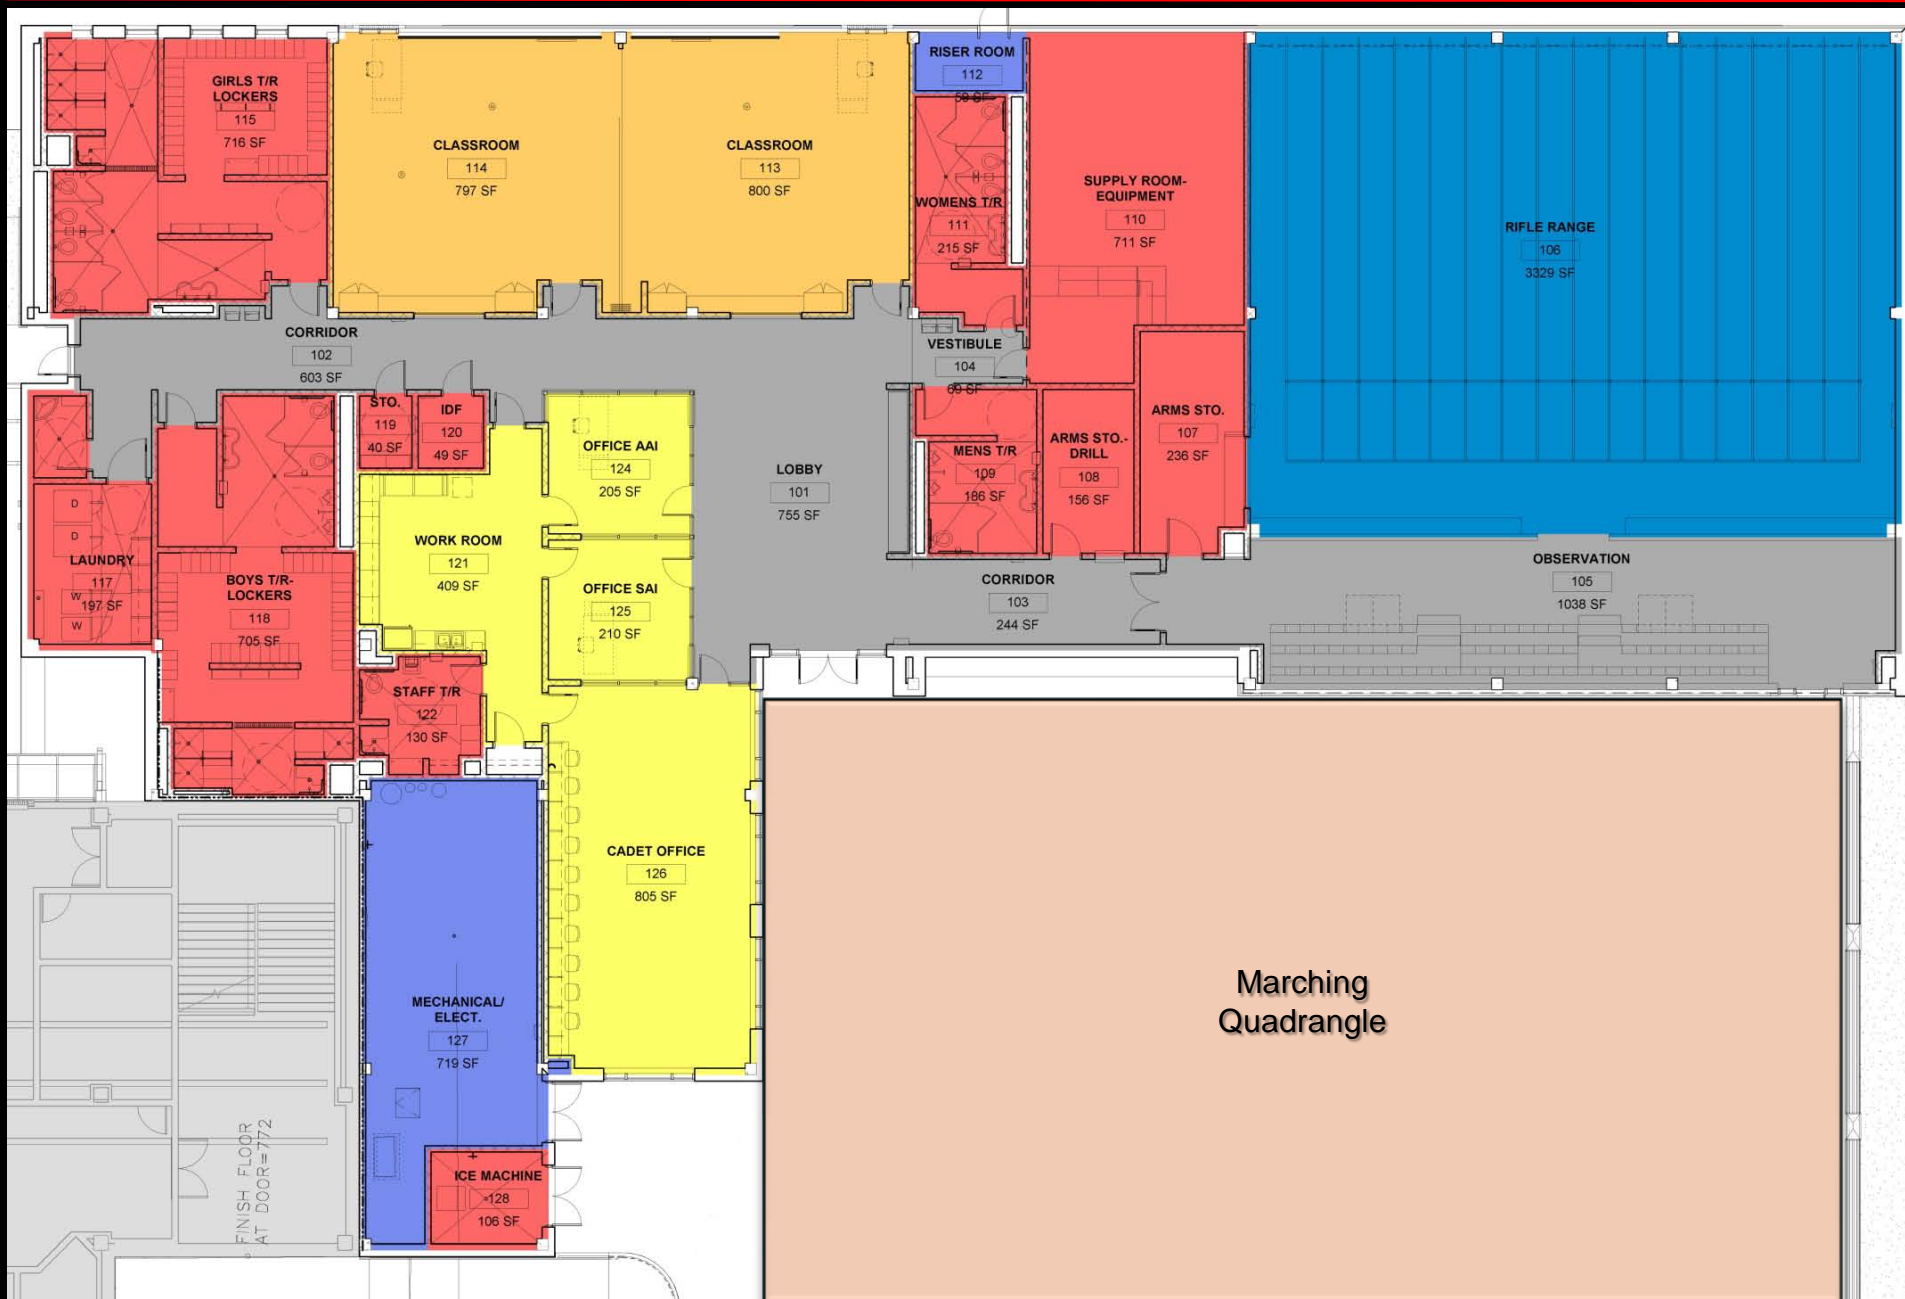 GIRLS T/R
LOCKERS
115
716 SF
CLASSROOM
114
797 SF
CLASSROOM
113
800 SF
RISER ROOM
112
59 SF
WOMENS T/R
111
215 SF
SUPPLY ROOM-
EQUIPMENT
110
711 SF
RIFLE RANGE
106
3329 SF
CORRIDOR
102
603 SF
VESTIBULE
104
69 SF
STO.
119
40 SF
IDF
120
49 SF
OFFICE AAI
124
205 SF
LOBBY
101
755 SF
MENS T/R
109
186 SF
ARMS STO.-
DRILL
108
156 SF
ARMS STO.
107
236 SF
D
D
LAUNDRY
117
W
197 SF
W
BOYS T/R-
LOCKERS
118
705 SF
WORK ROOM
121
409 SF
OFFICE SAI
125
210 SF
CORRIDOR
103
244 SF
OBSERVATION
105
1038 SF
STAFF T/R
122
130 SF
CADET OFFICE
126
805 SF
MECHANICAL/
ELECT.
127
719 SF
Marching
Quadrangle
ICE MACHINE
128
106 SF
FINISH FLOOR
AT DOOR=772